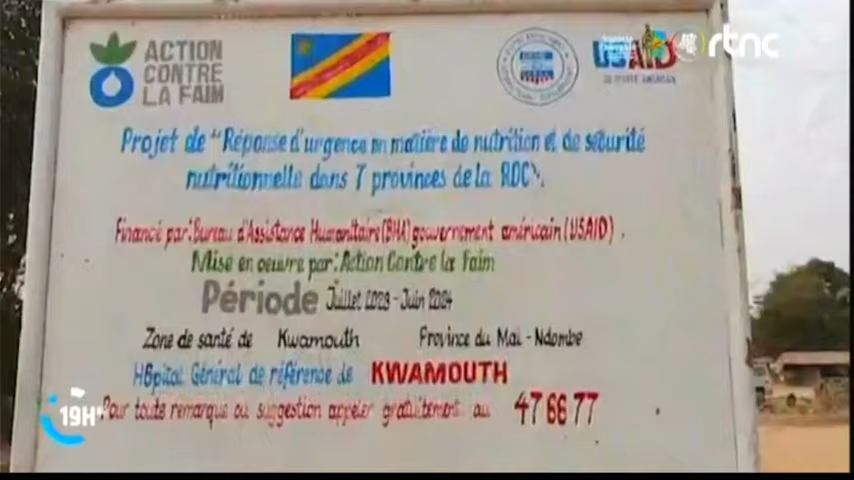 ACTION
CONTRE
LA FAIM
USAID
rtnc
Projet de "Réponse d'urgence en matière de nutrition et de sécurité
nutritionnelle dans 7 provinces de la RDC".
Financé par: Bureau d'Assistance Humanitaire (BHA) gouvernement américain (USAID).
Mise en oeuvre par: Action Contre la Faim
Période Juillet 2023 - Juin 2024
Zone de santé de Kwamouth Province du Maï - Ndombe
Hôpital Général de référence de KWAMOUTH
Pour toute remarque ou suggestion appeler gratuitement au 47 66 77
19H